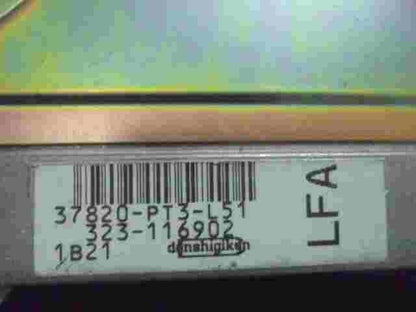 37820-PT3-L51
323-116902
1B21 denshigiken
LFA